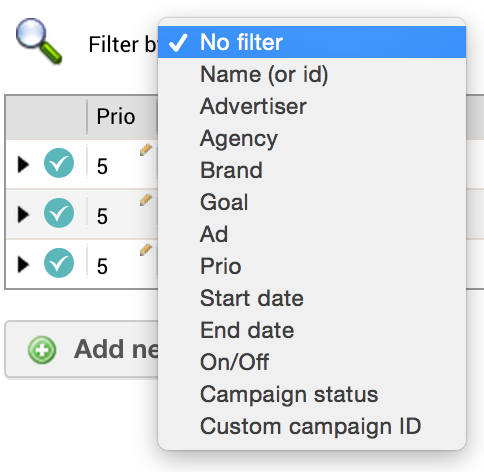 Filter b
No filter
Name (or id)
Advertiser
Agency
Brand
Goal
Ad
Prio
Start date
End date
On/Off
Campaign status
Custom campaign ID
Prio
5
5
5
Add ne